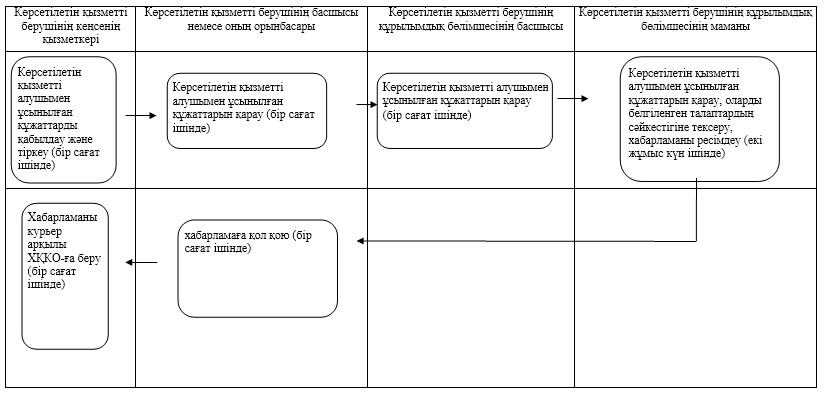 Көрсетілетін қызметті
берушінің кеңсенің
қызметкері
Көрсетілетін қызметті берушінің басшысы
немесе оның орынбасары
Көрсетілетін қызметті берушінің
құрылымдық бөлімшесінің басшысы
Көрсетілетін қызметті берушінің құрылымдық
бөлімшесінің маманы
Көрсетілетін
қызметті
алушымен
ұсынылған
құжаттарды
қабылдау және
тіркеу (бір сағат
ішінде)
Көрсетілетін қызметті
алушымен ұсынылған
құжаттарын қарау (бір сағат
ішінде)
Көрсетілетін қызметті алушымен
ұсынылған құжаттарын қарау
(бір сағат ішінде)
Көрсетілетін қызметті
алушымен ұсынылған
құжаттарын қарау, оларды
белгіленген талаптардың
сәйкестігіне тексеру,
хабарламаны ресімдеу (екі
жұмыс күн ішінде)
Хабарламаны
курьер
арқылы
ХҚКО-ға беру
(бір сағат
ішінде)
хабарламаға қол қою (бір
сағат ішінде)